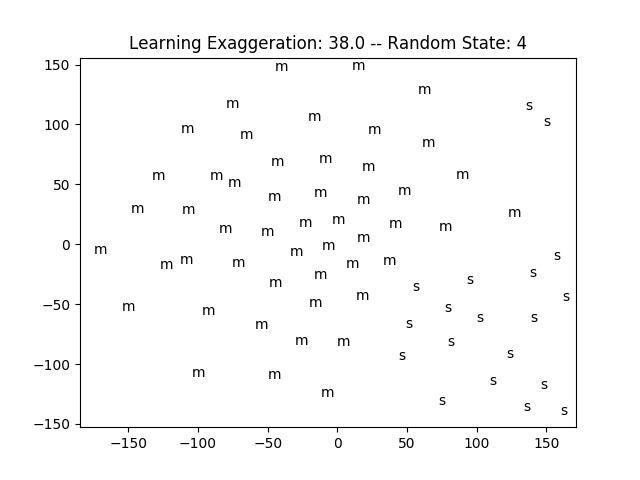 Learning Exaggeration: 38.0 -- Random State: 4
150
m m
m s
m s
100
m m m
m m
m m
m m m
50
m m
m m m
m m m
m m m
m m m m
0
m m m s
m m m m s
m m s
m m s s
−50
m m s s
m s s s
m m s
m s s
−100
m m s s
m s s
s
−150
−150 −100 −50 0 50 100 150